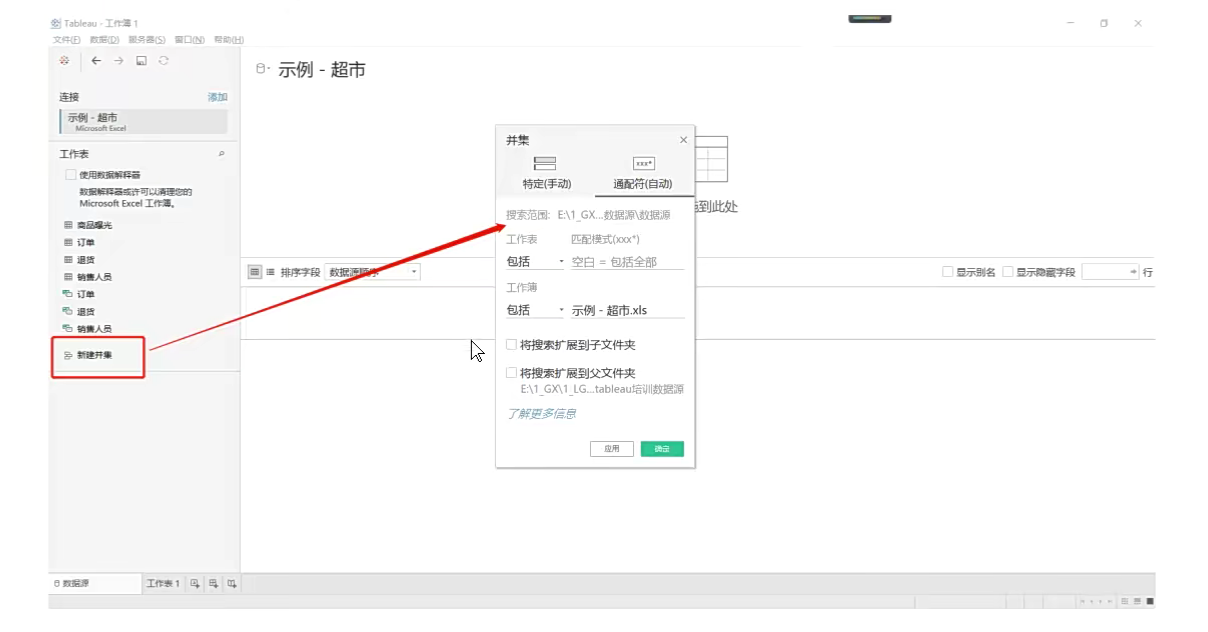 Tableau - 工作簿 1
文件(F) 数据(D) 服务器(S) 窗口(N) 帮助(H)
示例 - 超市
连接 添加
示例 - 超市
Microsoft Excel
工作表
使用数据解释器
数据解释器或许可以清理您的
Microsoft Excel 工作簿。
商品曝光
订单
退货
销售人员
订单
退货
销售人员
新建并集
拖到此处
排序字段 数据源顺序
显示别名 显示隐藏字段 行
并集
xxx*
特定(手动) 通配符(自动)
搜索范围: E:\1_GX...数据源\数据源
工作表 匹配模式(xxx*)
包括 空白 = 包括全部
工作簿
包括 示例 - 超市.xls
将搜索扩展到子文件夹
将搜索扩展到父文件夹
E:\1_GX\1_LG...tableau培训数据源
了解更多信息
应用 确定
数据源 工作表 1